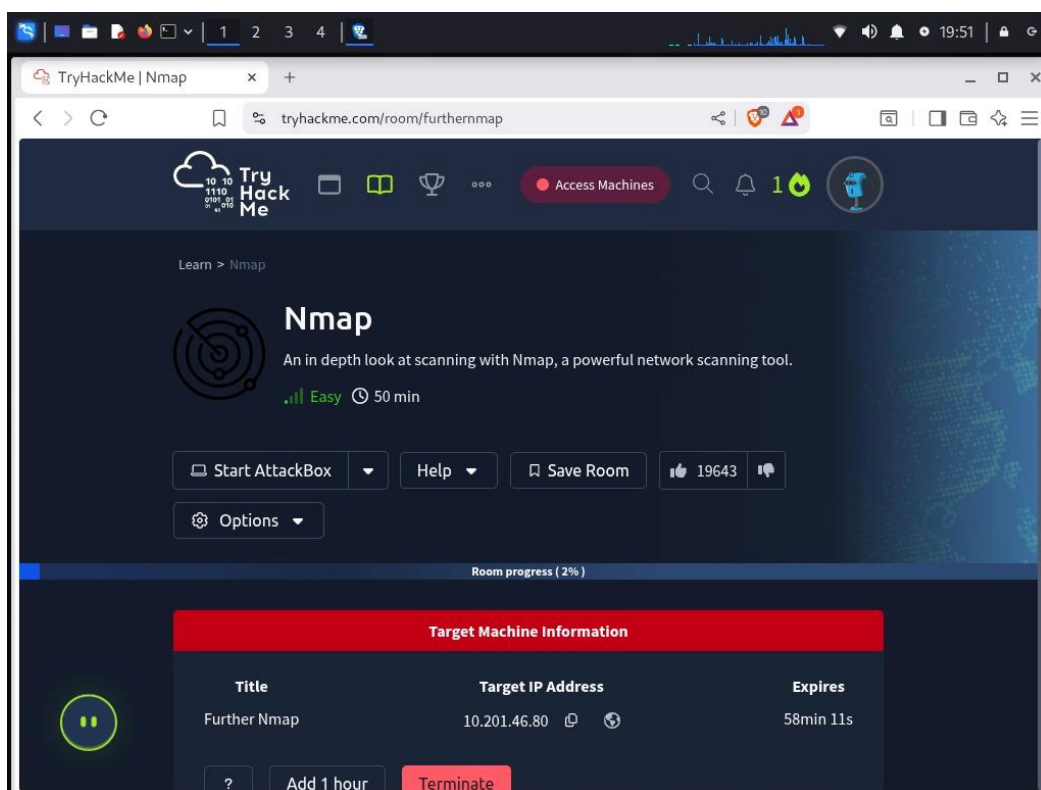 1 2 3 4 19:51
TryHackMe | Nmap
tryhackme.com/room/furthernmap
Try
Hack
Me
Access Machines
1
Learn > Nmap
Nmap
An in depth look at scanning with Nmap, a powerful network scanning tool.
Easy 50 min
Start AttackBox Help Save Room 19643
Options
Room progress ( 2% )
Target Machine Information
Title Target IP Address Expires
Further Nmap 10.201.46.80 58min 11s
? Add 1 hour Terminate